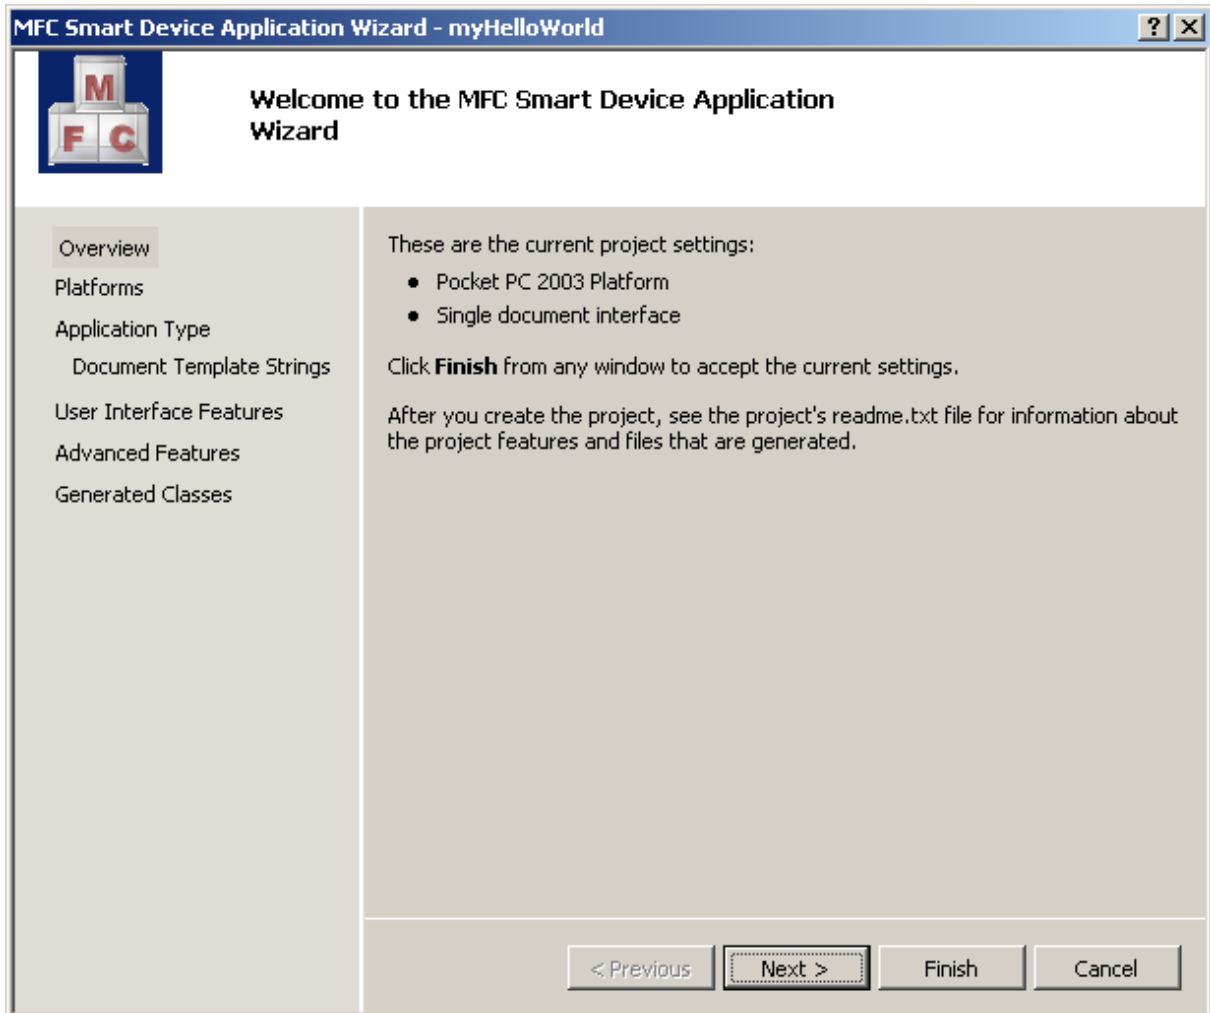 MFC Smart Device Application Wizard - myHelloWorld
M
F C
Welcome to the MFC Smart Device Application
Wizard
Overview
Platforms
Application Type
Document Template Strings
User Interface Features
Advanced Features
Generated Classes
These are the current project settings:
• Pocket PC 2003 Platform
• Single document interface
Click Finish from any window to accept the current settings.
After you create the project, see the project's readme.txt file for information about
the project features and files that are generated.
< Previous
Next >
Finish
Cancel